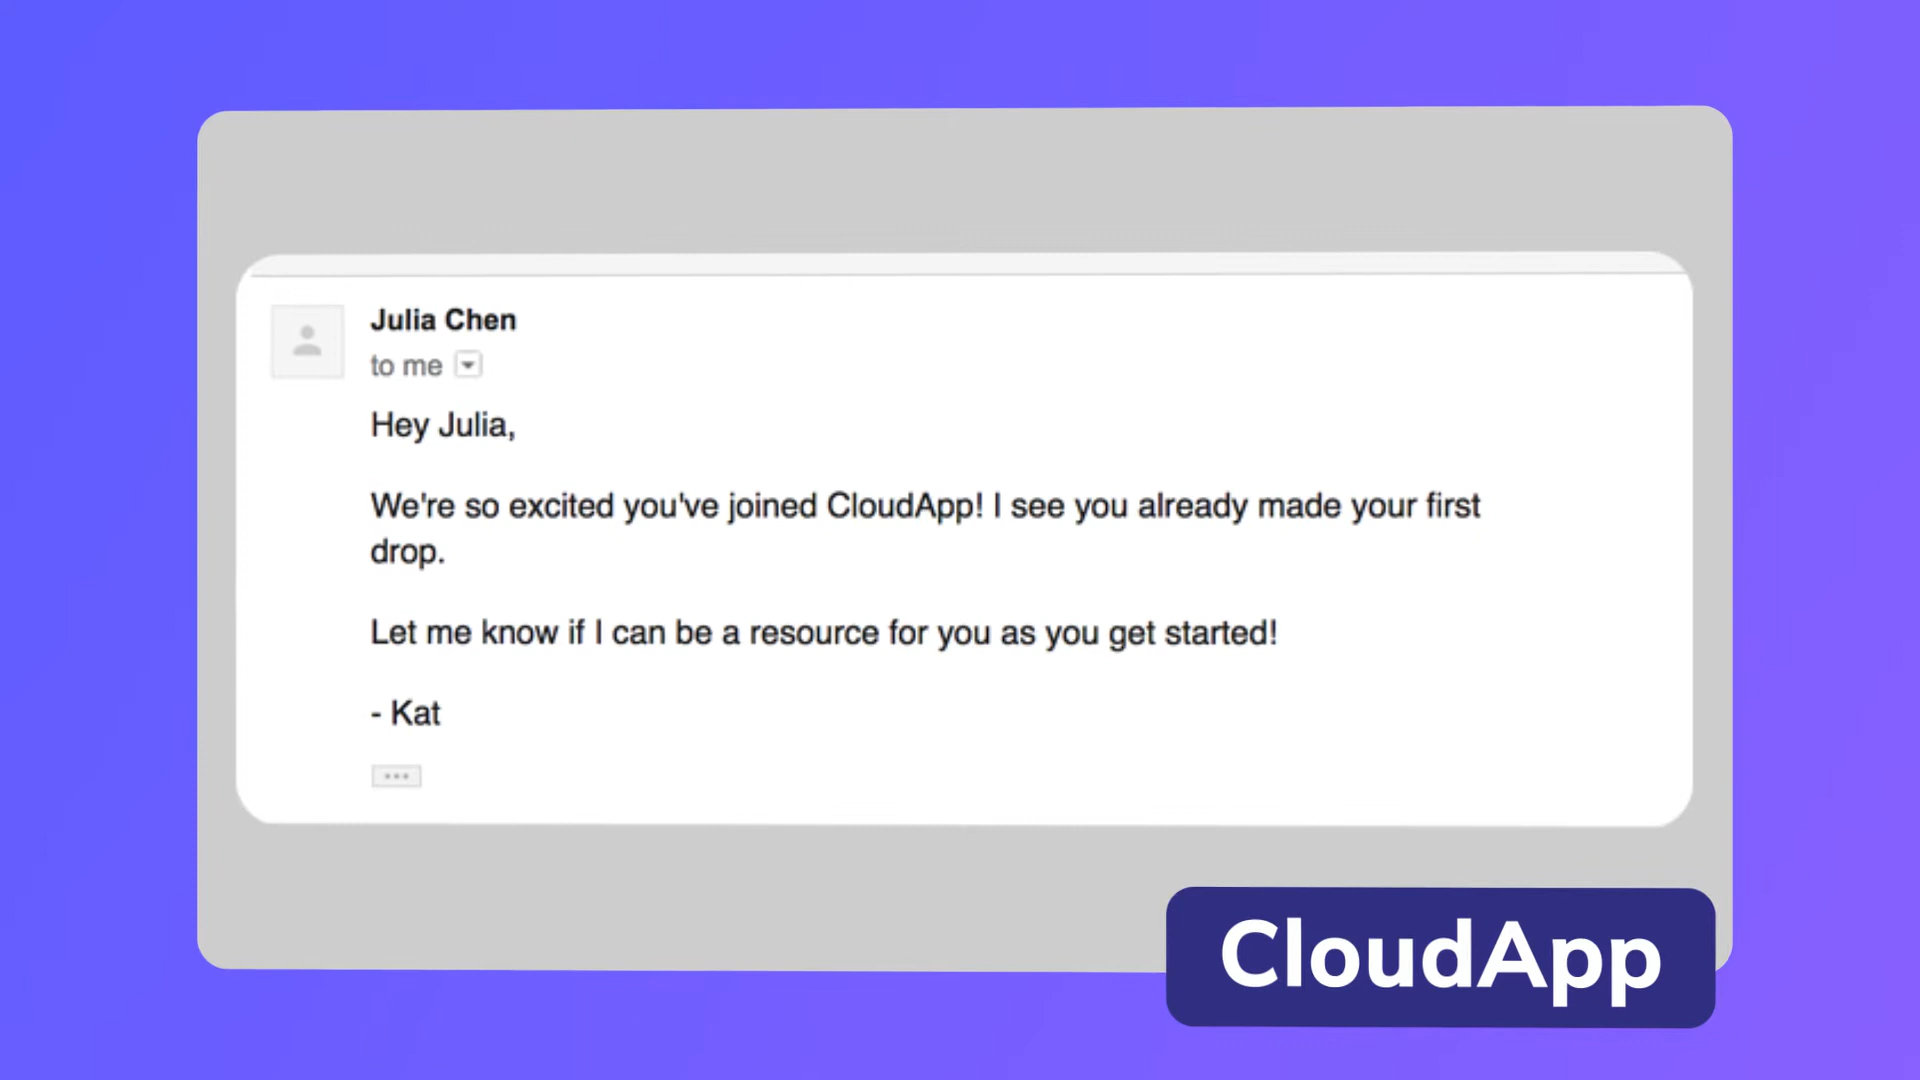 Julia Chen
to me
Hey Julia,
We're so excited you've joined CloudApp! I see you already made your first
drop.
Let me know if I can be a resource for you as you get started!
- Kat
CloudApp